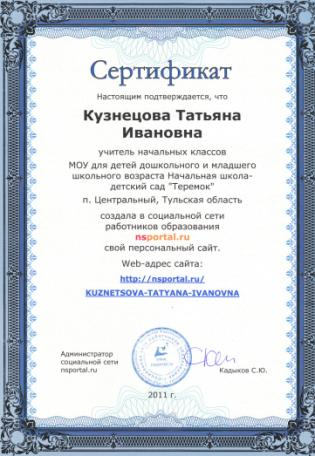 Сертификат
Настоящим подтверждается, что
Кузнецова Татьяна
Ивановна
учитель начальных классов
МОУ для детей дошкольного и младшего
школьного возраста Начальная школа-
детский сад "Теремок"
п. Центральный, Тульская область
создала в социальной сети
работников образования
nsportal.ru
свой персональный сайт.
Web-адрес сайта:
http://nsportal.ru/
KUZNETSOVA-TATYANA-IVANOVNA
Администратор
социальной сети
nsportal.ru
Кадыков С.Ю.
2011 г.